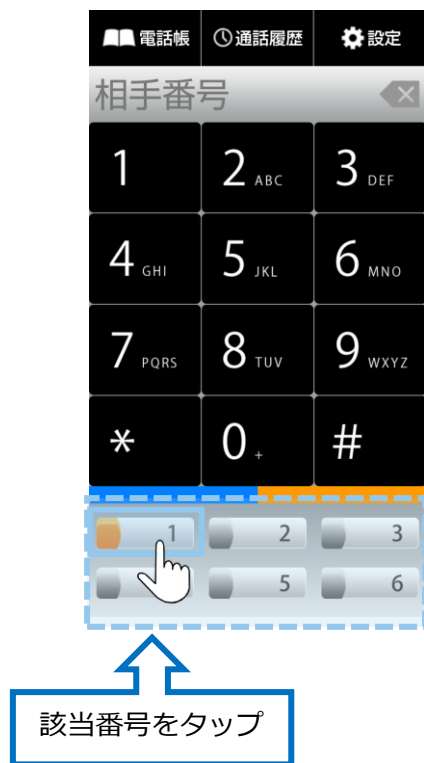 電話帳 通話履歴 設定
相手番号
1 2 ABC 3 DEF
4 GHI 5 JKL 6 MNO
7 PQRS 8 TUV 9 WXYZ
* 0 + #
1 2 3
5 6
該当番号をタップ